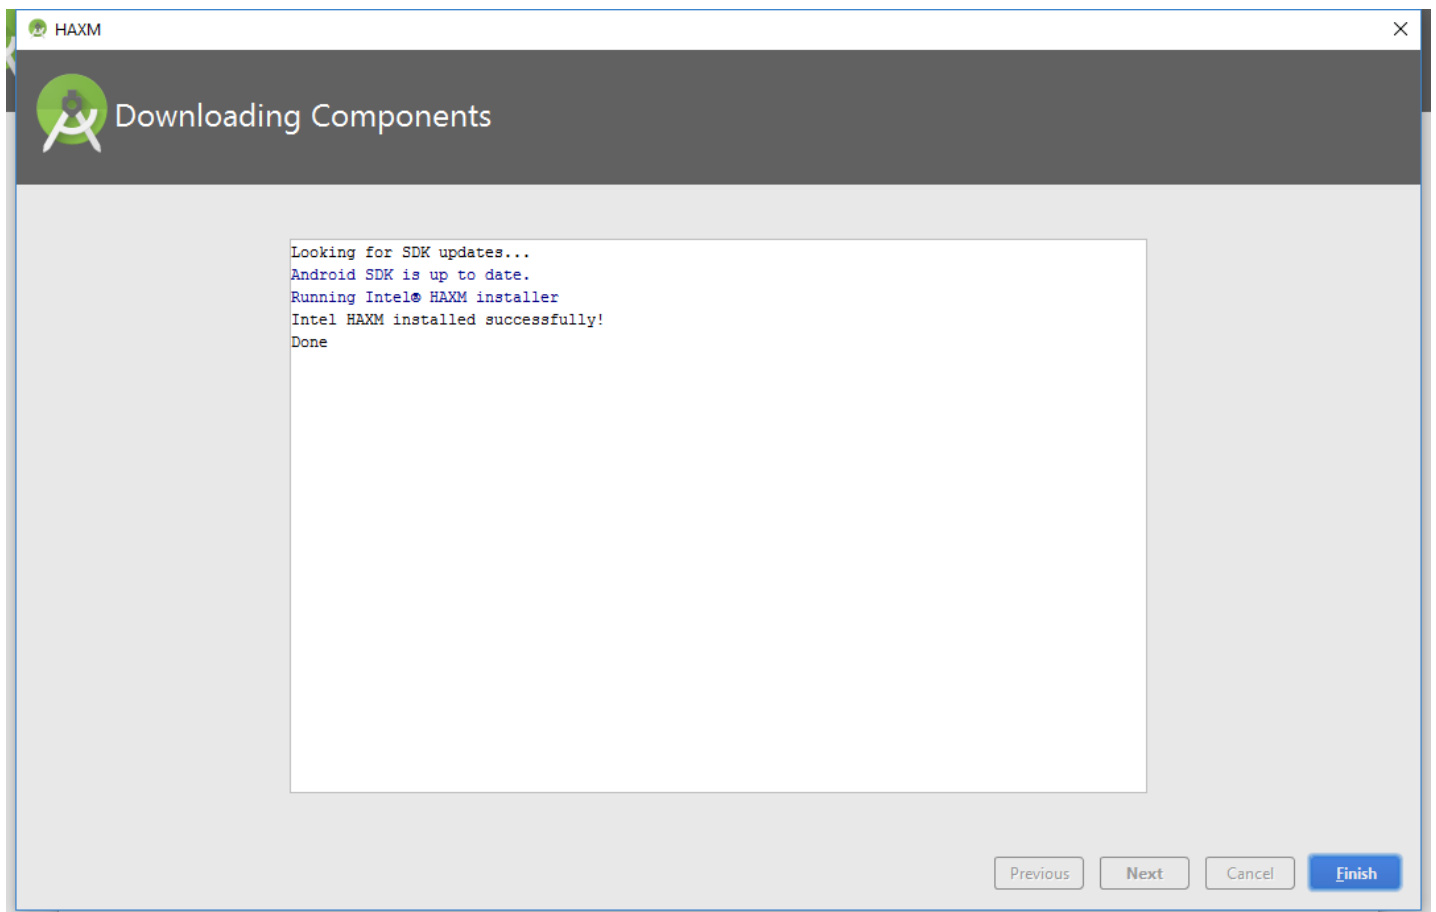 HAXM
Downloading Components
Looking for SDK updates...
Android SDK is up to date.
Running Intel® HAXM installer
Intel HAXM installed successfully!
Done
Previous
Next
Cancel
Finish